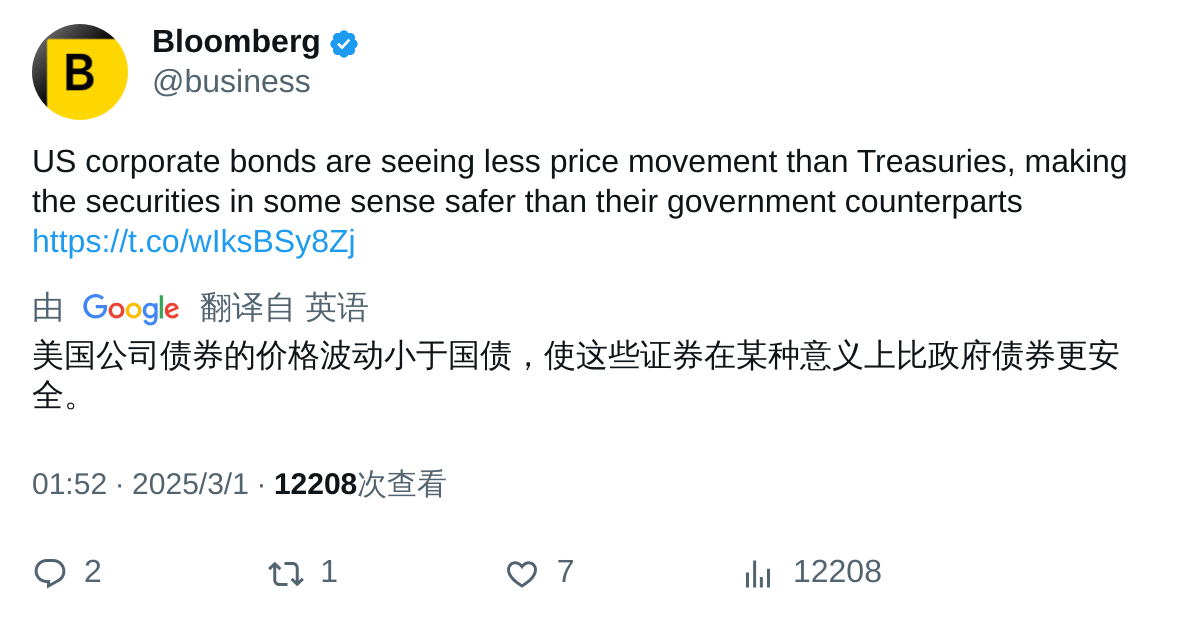 B
Bloomberg
@business
US corporate bonds are seeing less price movement than Treasuries, making
the securities in some sense safer than their government counterparts
https://t.co/wIksBSy8Zj
由 Google 翻译自 英语
美国公司债券的价格波动小于国债，使这些证券在某种意义上比政府债券更安
全。
01:52 · 2025/3/1 · 12208次查看
2 1 7 12208